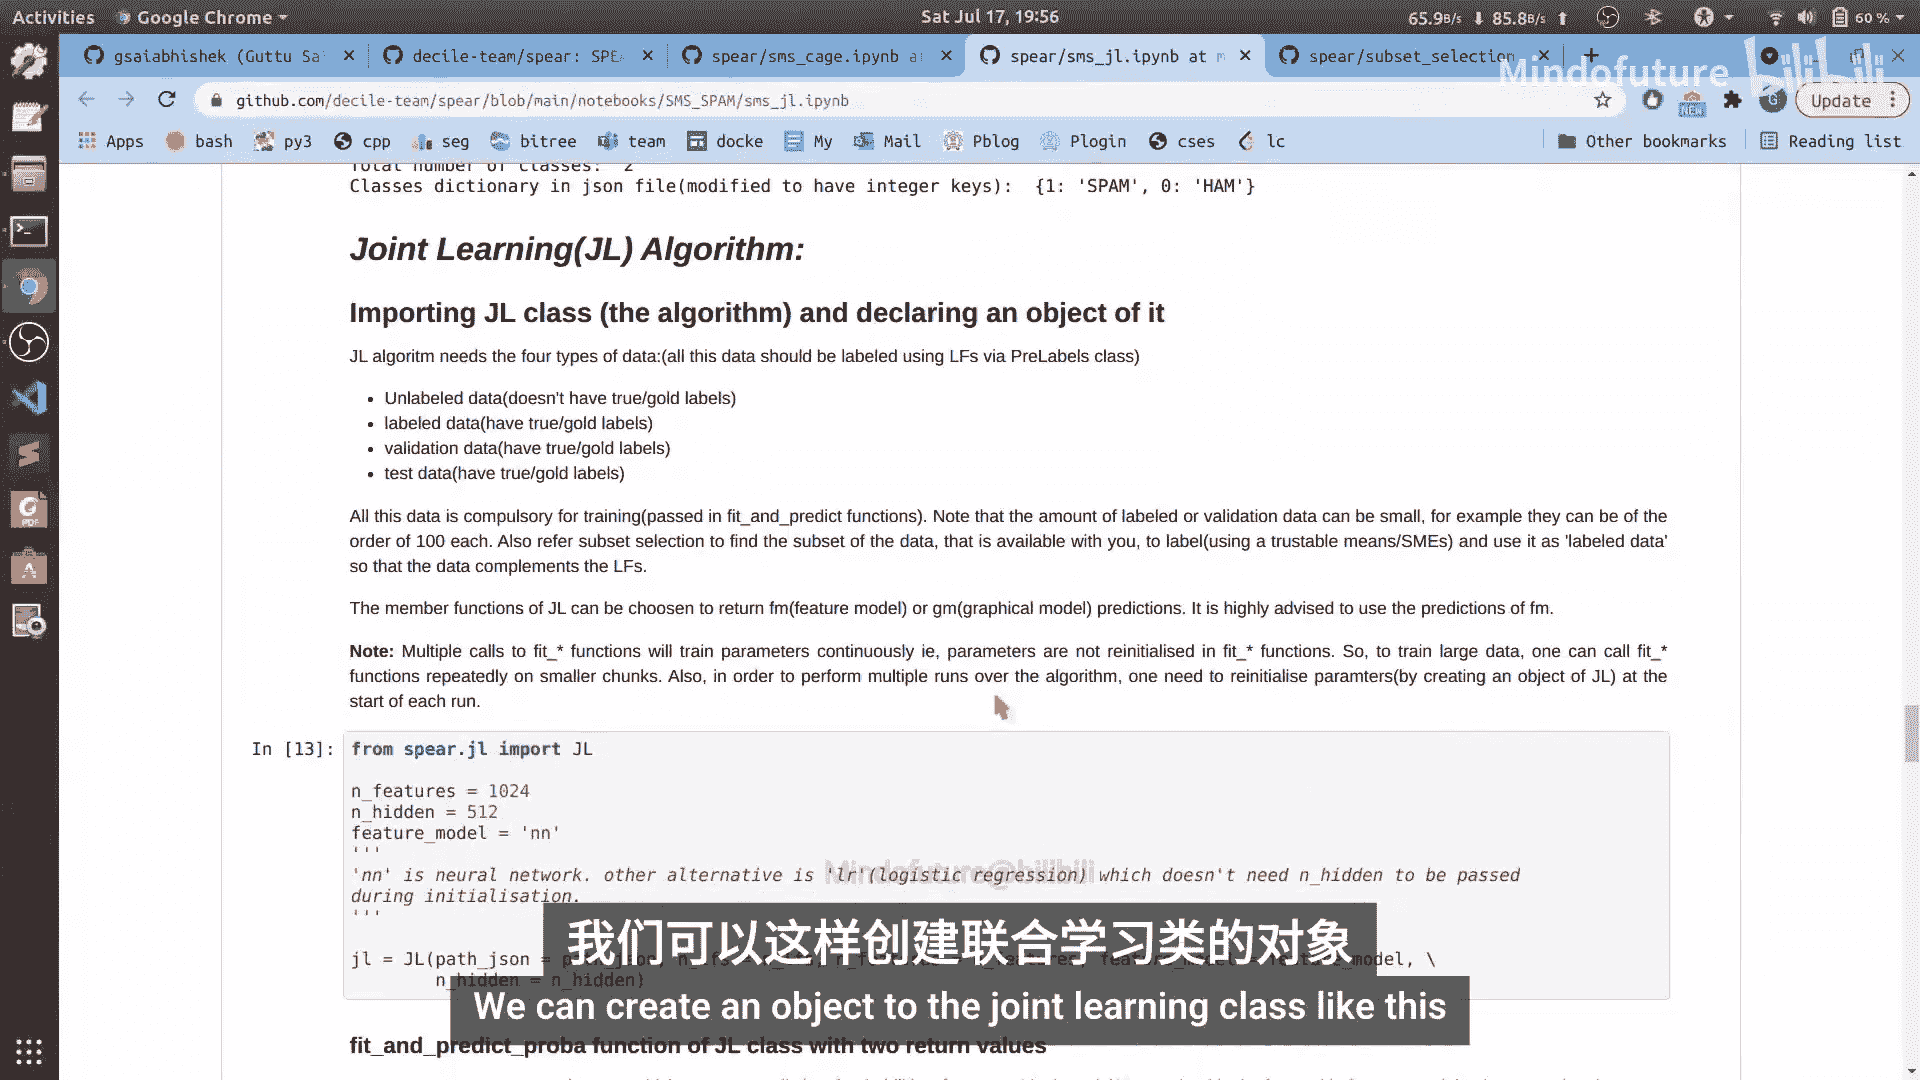 Activities
Google Chrome
Sat Jul 17, 19:56
65.9B/s 85.8B/s
60 %
gsaiabhishek (Guttu Sa
decile-team/spear: SPE
spear/sms_cage.ipynb a
spear/sms_jl.ipynb at m
spear/subset_selection
Mindofuture bilibili
github.com/decile-team/spear/blob/main/notebooks/SMS_SPAM/sms_jl.ipynb
NEW
G
Update
Apps
bash
py3
cpp
seg
bitree
team
docke
My
Mail
Pblog
Plogin
cses
lc
Other bookmarks
Reading list
Total number of classes: 2
Classes dictionary in json file(modified to have integer keys): {1: 'SPAM', 0: 'HAM'}
Joint Learning(JL) Algorithm:
Importing JL class (the algorithm) and declaring an object of it
JL algoritm needs the four types of data:(all this data should be labeled using LFs via PreLabels class)
• Unlabeled data(doesn't have true/gold labels)
• labeled data(have true/gold labels)
• validation data(have true/gold labels)
• test data(have true/gold labels)
All this data is compulsory for training(passed in fit_and_predict functions). Note that the amount of labeled or validation data can be small, for example they can be of the
order of 100 each. Also refer subset selection to find the subset of the data, that is available with you, to label(using a trustable means/SMEs) and use it as 'labeled data'
so that the data complements the LFs.
The member functions of JL can be choosen to return fm(feature model) or gm(graphical model) predictions. It is highly advised to use the predictions of fm.
Note: Multiple calls to fit_* functions will train parameters continuously ie, parameters are not reinitialised in fit_* functions. So, to train large data, one can call fit_*
functions repeatedly on smaller chunks. Also, in order to perform multiple runs over the algorithm, one need to reinitialise paramters(by creating an object of JL) at the
start of each run.
In [13]:
from spear.jl import JL
n_features = 1024
n_hidden = 512
feature_model = 'nn'
'''
'nn' is neural network. other alternative is 'lr'(logistic regression) which doesn't need n_hidden to be passed
during initialisation.
'''
Mindofuture@bilibili
jl = JL(path_json = \
n_hidden = n_hidden)
我们可以这样创建联合学习类的对象
We can create an object to the joint learning class like this
fit_and_predict_proba function of JL class with two return values